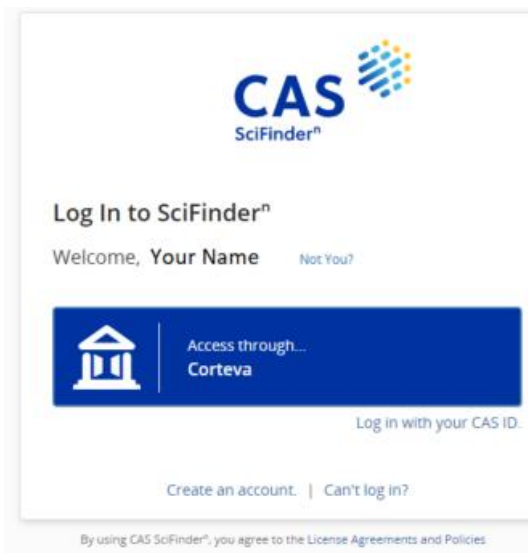 CAS
SciFinderⁿ
Log In to SciFinderⁿ
Welcome, Your Name Not You?
Access through...
Corteva
Log in with your CAS ID.
Create an account. | Can't log in?
By using CAS SciFinderⁿ, you agree to the License Agreements and Policies